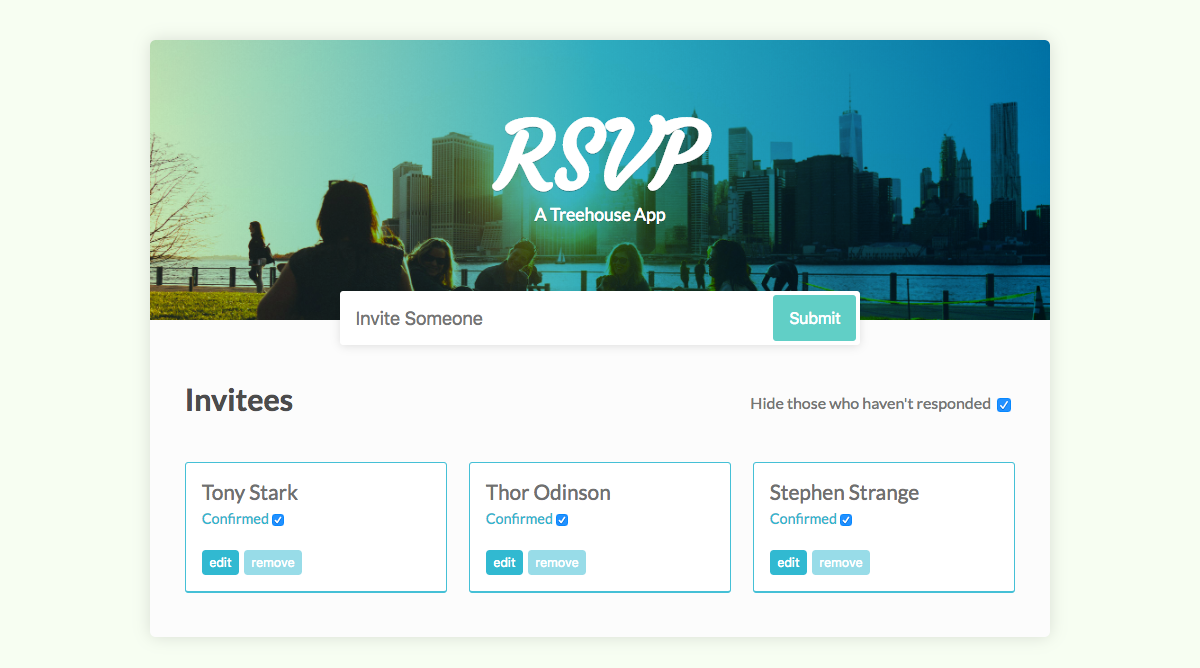 RSVP
A Treehouse App
Invite Someone
Submit
Invitees
Hide those who haven't responded
Tony Stark
Confirmed
edit
remove
Thor Odinson
Confirmed
edit
remove
Stephen Strange
Confirmed
edit
remove